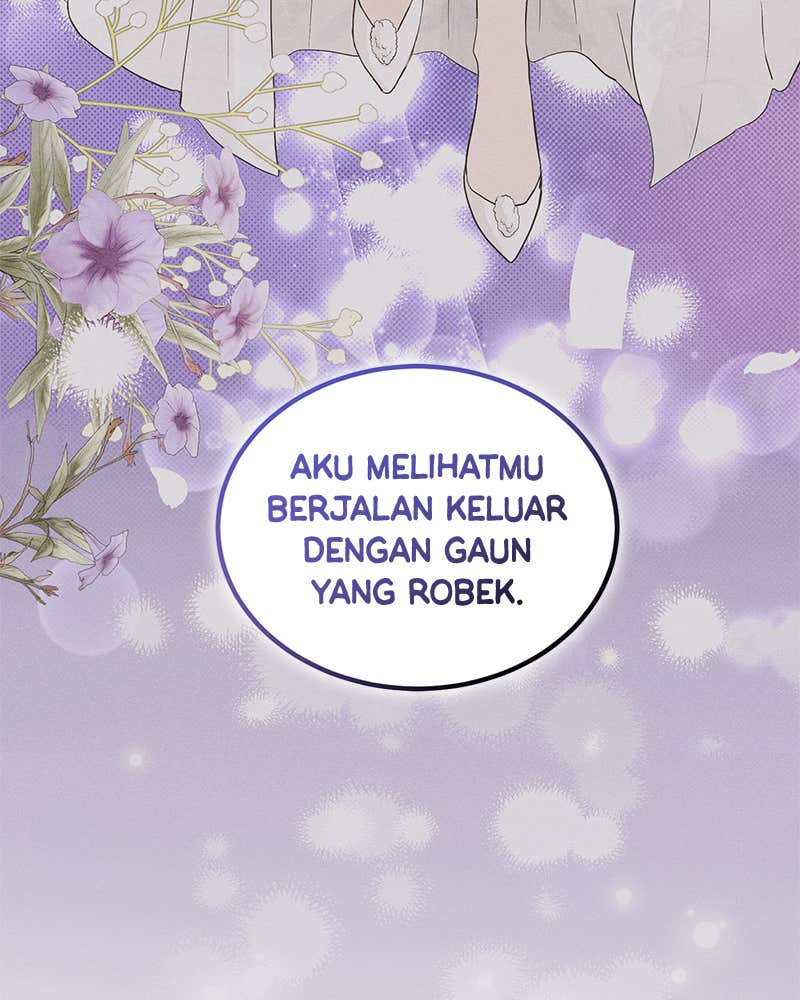 AKU MELIHATMU
BERJALAN KELUAR
DENGAN GAUN
YANG ROBEK.